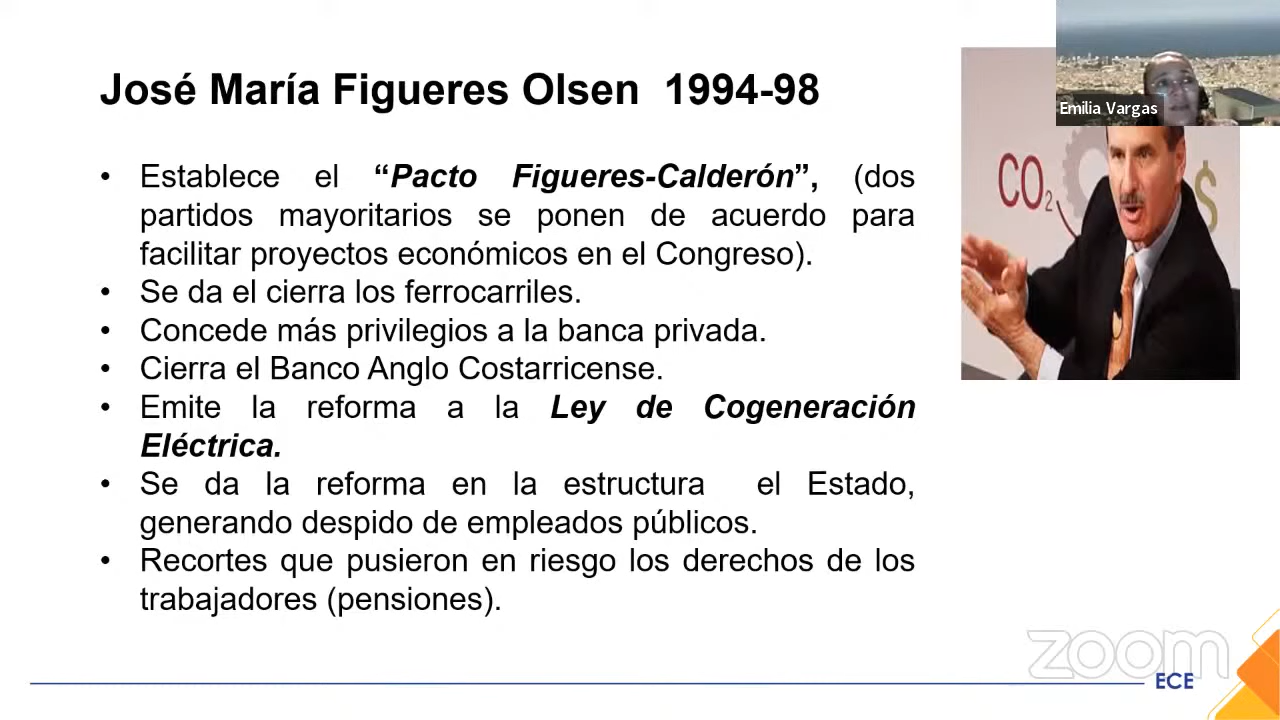 José María Figueres Olsen 1994-98
• Establece el “Pacto Figueres-Calderón”, (dos
partidos mayoritarios se ponen de acuerdo para
facilitar proyectos económicos en el Congreso).
• Se da el cierra los ferrocarriles.
• Concede más privilegios a la banca privada.
• Cierra el Banco Anglo Costarricense.
• Emite la reforma a la Ley de Cogeneración
Eléctrica.
• Se da la reforma en la estructura el Estado,
generando despido de empleados públicos.
• Recortes que pusieron en riesgo los derechos de los
trabajadores (pensiones).
Emilia Vargas
CO2
$
zoom
ECE